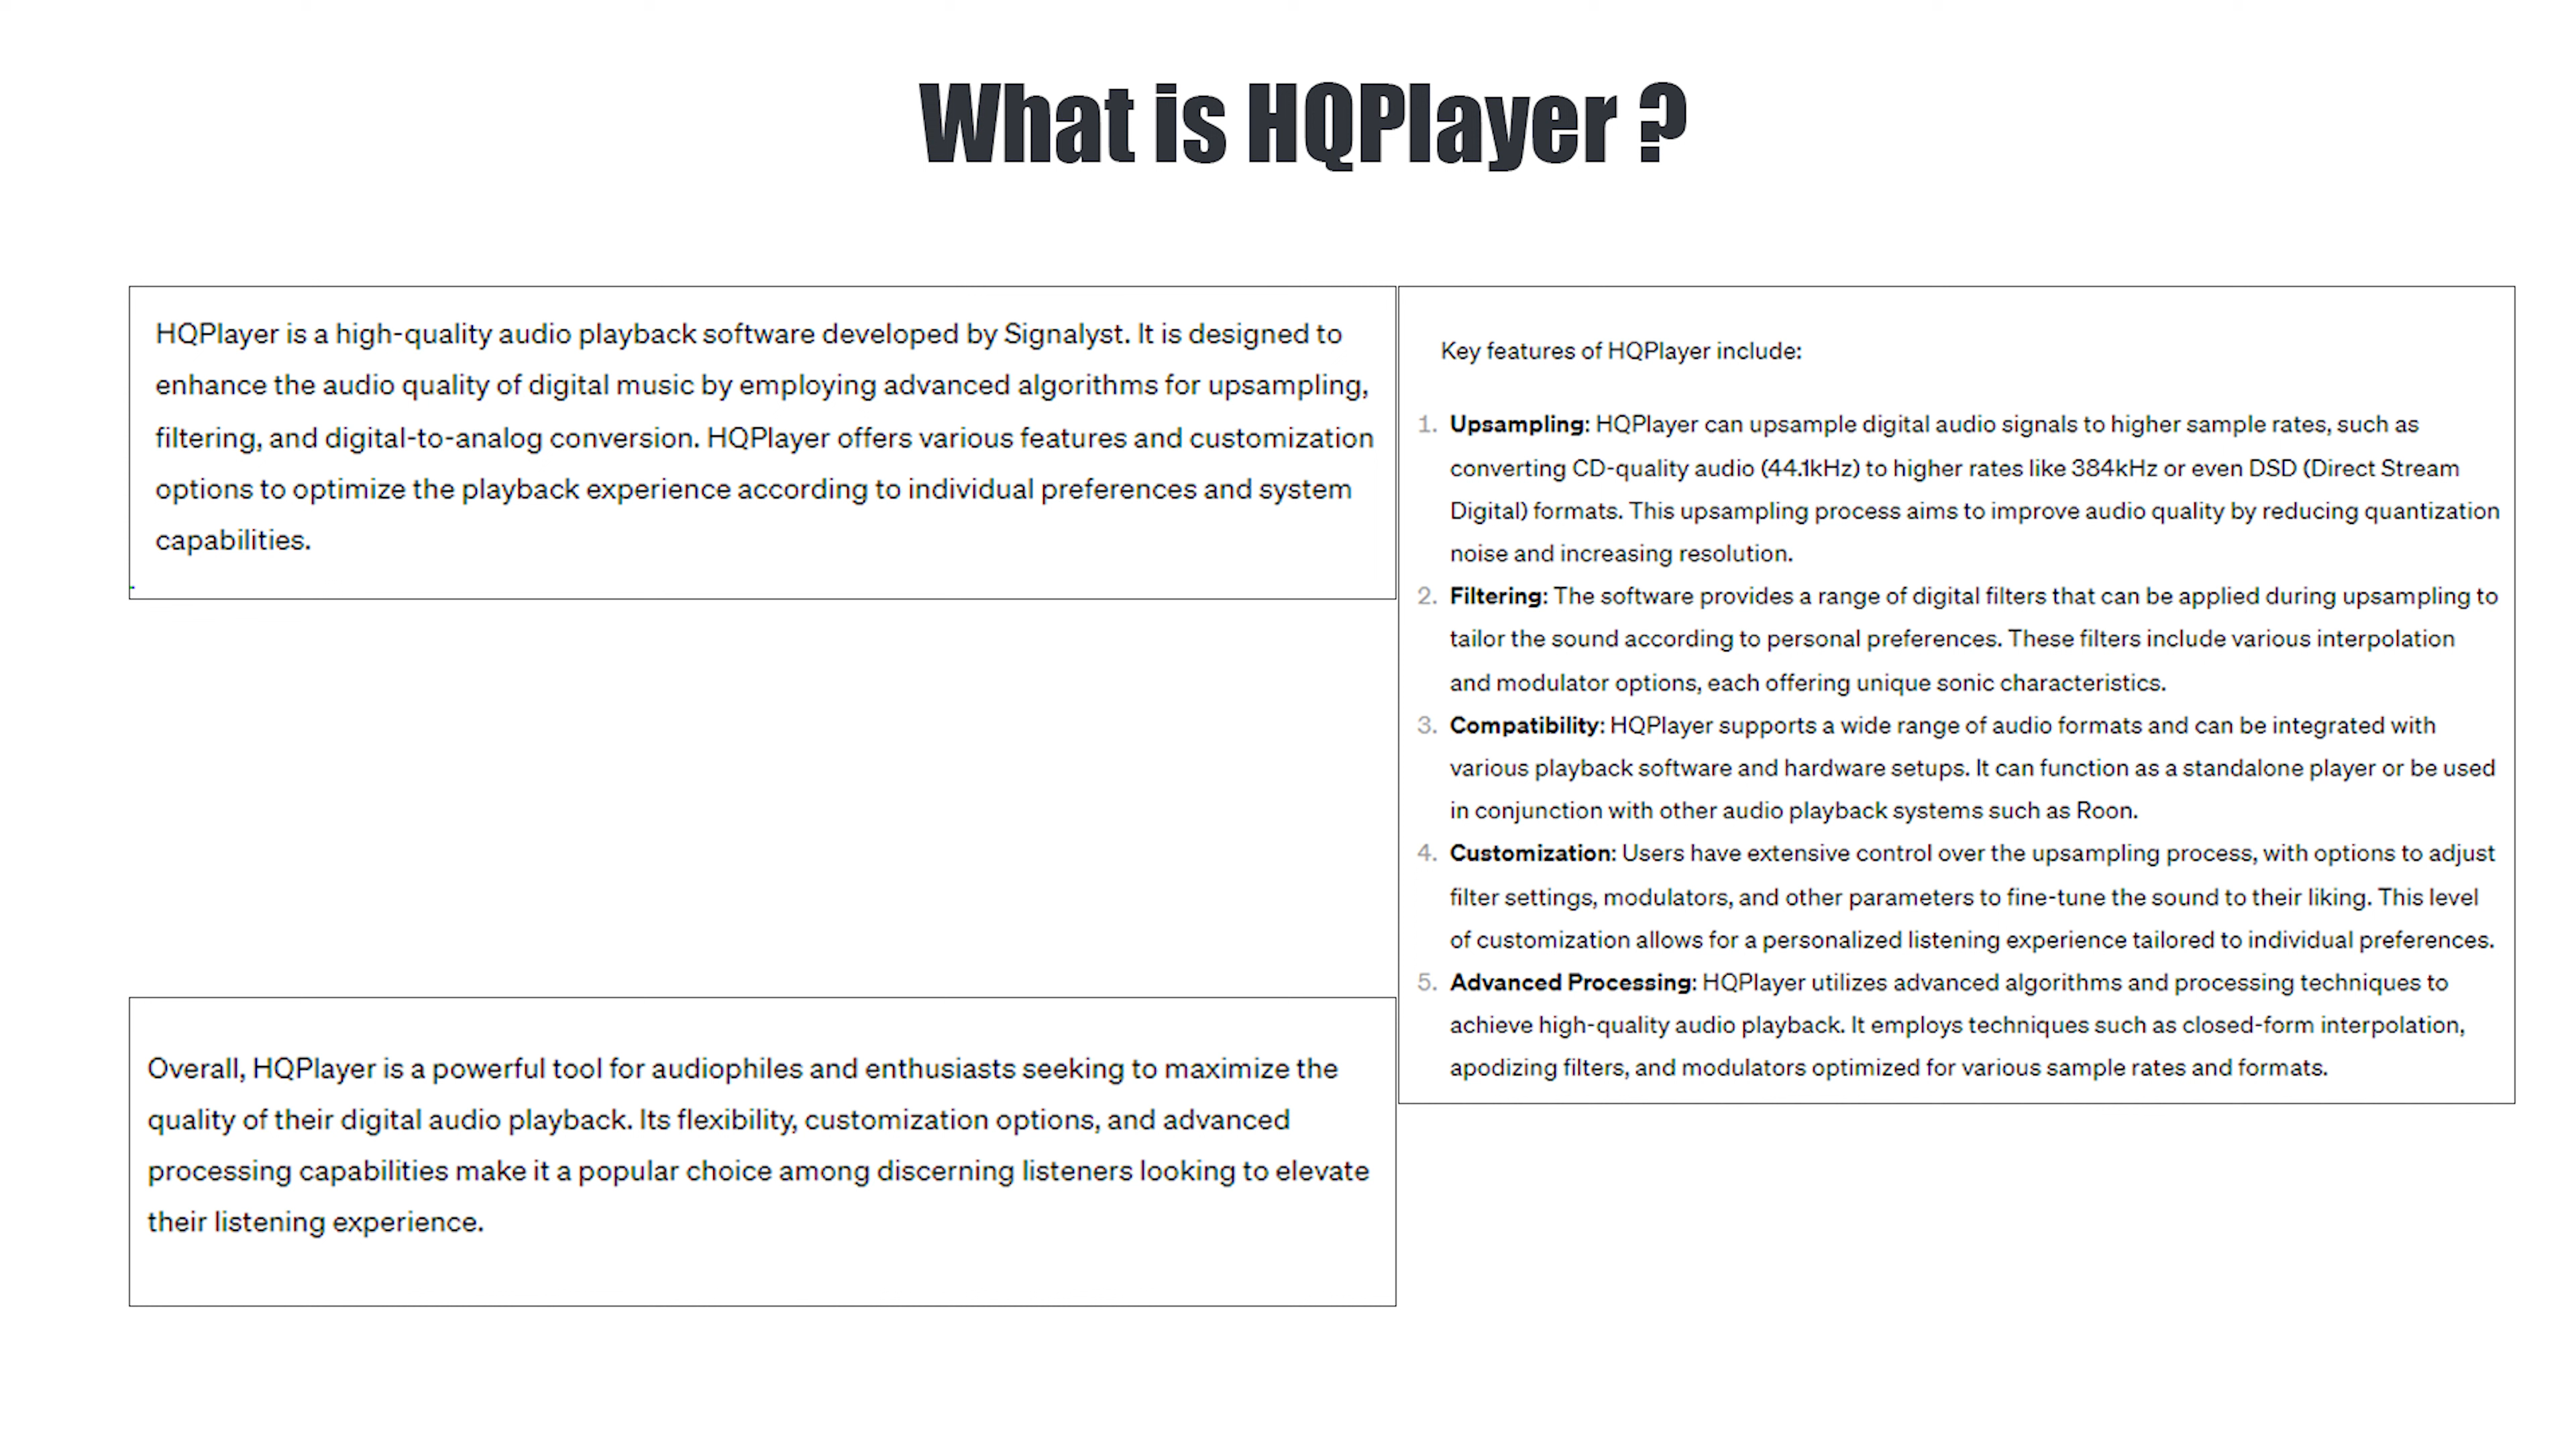 What is HQPlayer ?
HQPlayer is a high-quality audio playback software developed by Signalyst. It is designed to
enhance the audio quality of digital music by employing advanced algorithms for upsampling,
filtering, and digital-to-analog conversion. HQPlayer offers various features and customization
options to optimize the playback experience according to individual preferences and system
capabilities.
Overall, HQPlayer is a powerful tool for audiophiles and enthusiasts seeking to maximize the
quality of their digital audio playback. Its flexibility, customization options, and advanced
processing capabilities make it a popular choice among discerning listeners looking to elevate
their listening experience.
Key features of HQPlayer include:
1. Upsampling: HQPlayer can upsample digital audio signals to higher sample rates, such as
converting CD-quality audio (44.1kHz) to higher rates like 384kHz or even DSD (Direct Stream
Digital) formats. This upsampling process aims to improve audio quality by reducing quantization
noise and increasing resolution.
2. Filtering: The software provides a range of digital filters that can be applied during upsampling to
tailor the sound according to personal preferences. These filters include various interpolation
and modulator options, each offering unique sonic characteristics.
3. Compatibility: HQPlayer supports a wide range of audio formats and can be integrated with
various playback software and hardware setups. It can function as a standalone player or be used
in conjunction with other audio playback systems such as Roon.
4. Customization: Users have extensive control over the upsampling process, with options to adjust
filter settings, modulators, and other parameters to fine-tune the sound to their liking. This level
of customization allows for a personalized listening experience tailored to individual preferences.
5. Advanced Processing: HQPlayer utilizes advanced algorithms and processing techniques to
achieve high-quality audio playback. It employs techniques such as closed-form interpolation,
apodizing filters, and modulators optimized for various sample rates and formats.